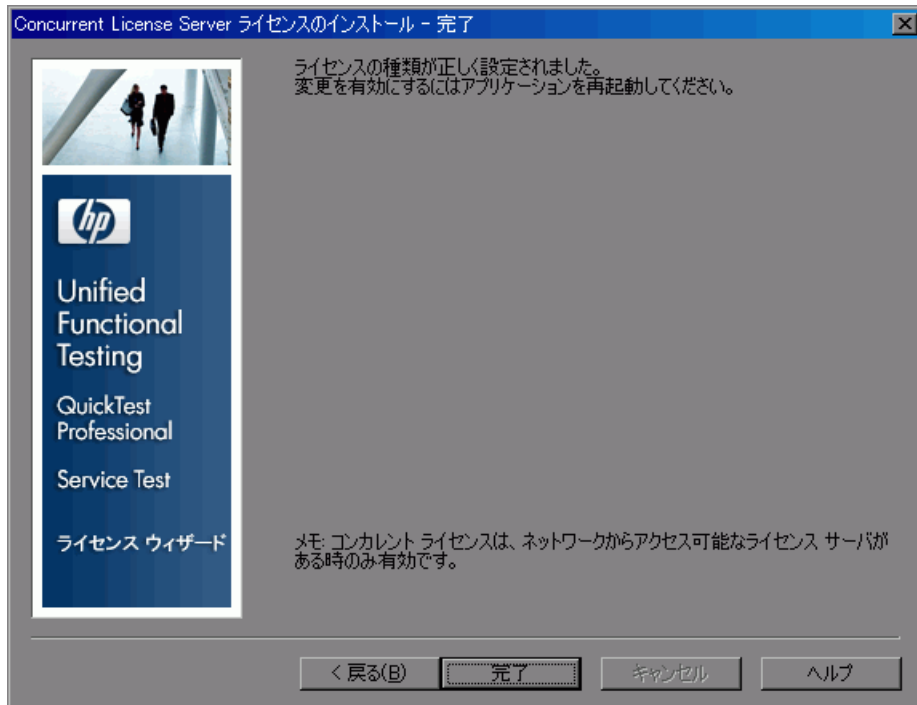 Concurrent License Server ライセンスのインストール - 完了
ライセンスの種類が正しく設定されました。
変更を有効にするにはアプリケーションを再起動してください。
hp
Unified
Functional
Testing
QuickTest
Professional
Service Test
ライセンス ウィザード
メモ: コンカレント ライセンスは、ネットワークからアクセス可能なライセンス サーバが
ある時のみ有効です。
< 戻る(B)
完了
キャンセル
ヘルプ